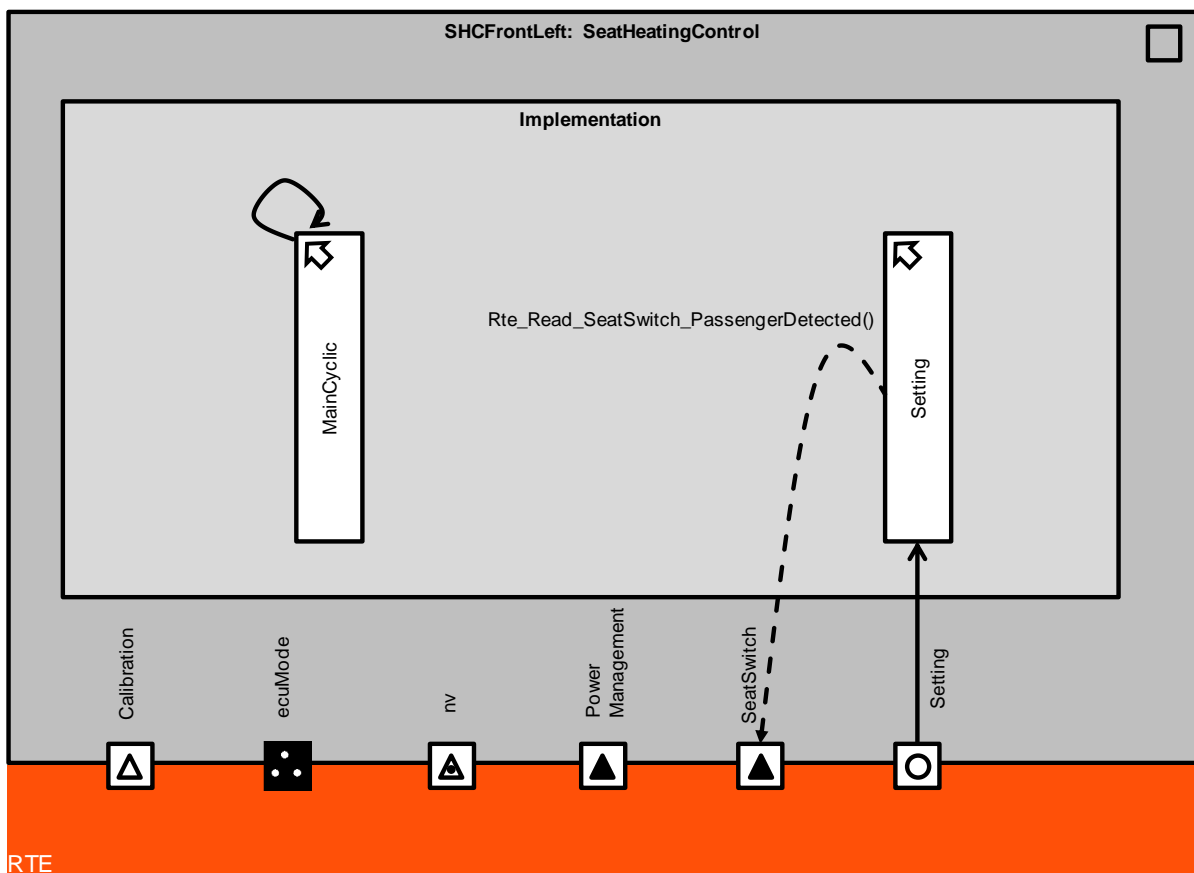 SHCFrontLeft: SeatHeatingControl
Implementation
Rte_Read_SeatSwitch_PassengerDetected()
MainCyclic
Setting
Calibration
ecuMode
nv
Power
Management
SeatSwitch
Setting
RTE